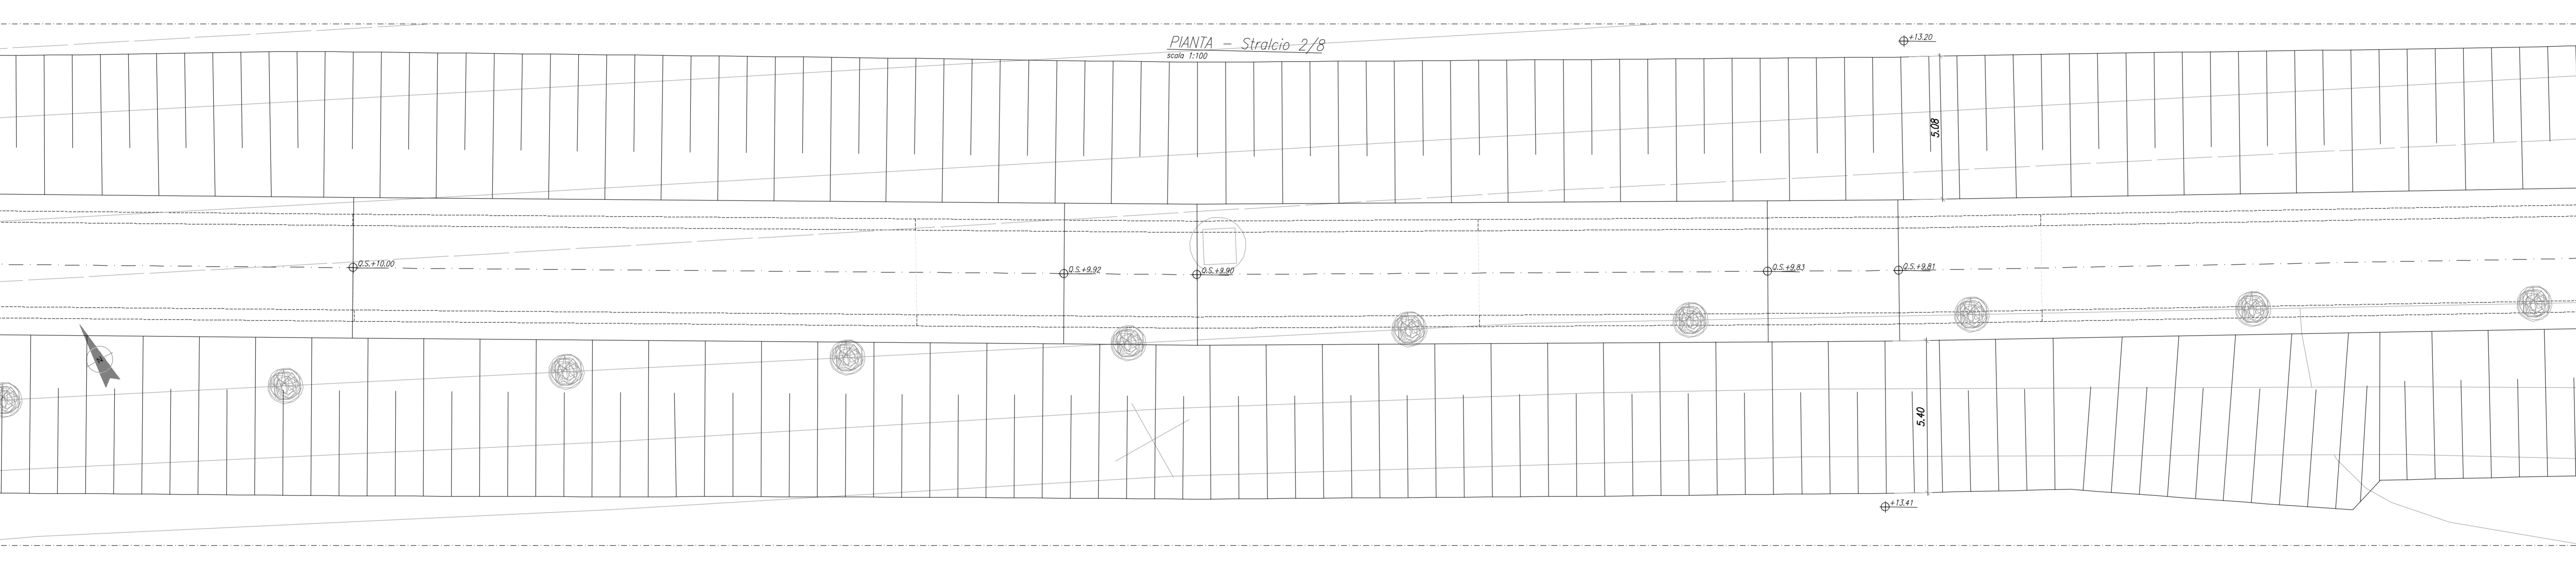 PIANTA - Stralcio 2/8
scala 1:100
+13.20
5.08
Q.S.+10.00
Q.S.+9.92
Q.S.+9.90
Q.S.+9.83
Q.S.+9.81
N
5.40
+13.41